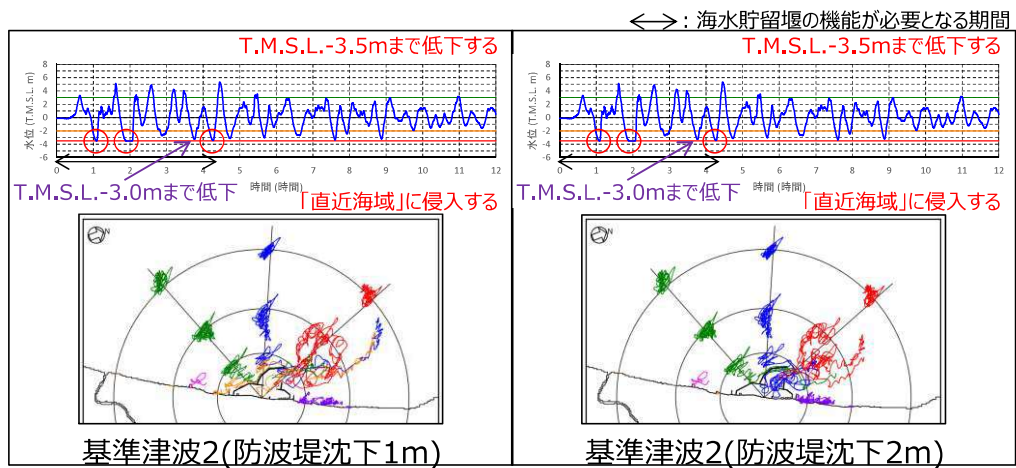 ：海水貯留堰の機能が必要となる期間
T.M.S.L.-3.5mまで低下する
水位 (T.M.S.L. m)
8
6
4
2
0
-2
-4
-6
0 1 2 3 4 5 6 7 8 9 10 11 12
時間 (時間)
T.M.S.L.-3.0mまで低下
「直近海域」に侵入する
N
基準津波2(防波堤沈下1m)
T.M.S.L.-3.5mまで低下する
水位 (T.M.S.L. m)
8
6
4
2
0
-2
-4
-6
0 1 2 3 4 5 6 7 8 9 10 11 12
時間 (時間)
T.M.S.L.-3.0mまで低下
「直近海域」に侵入する
N
基準津波2(防波堤沈下2m)